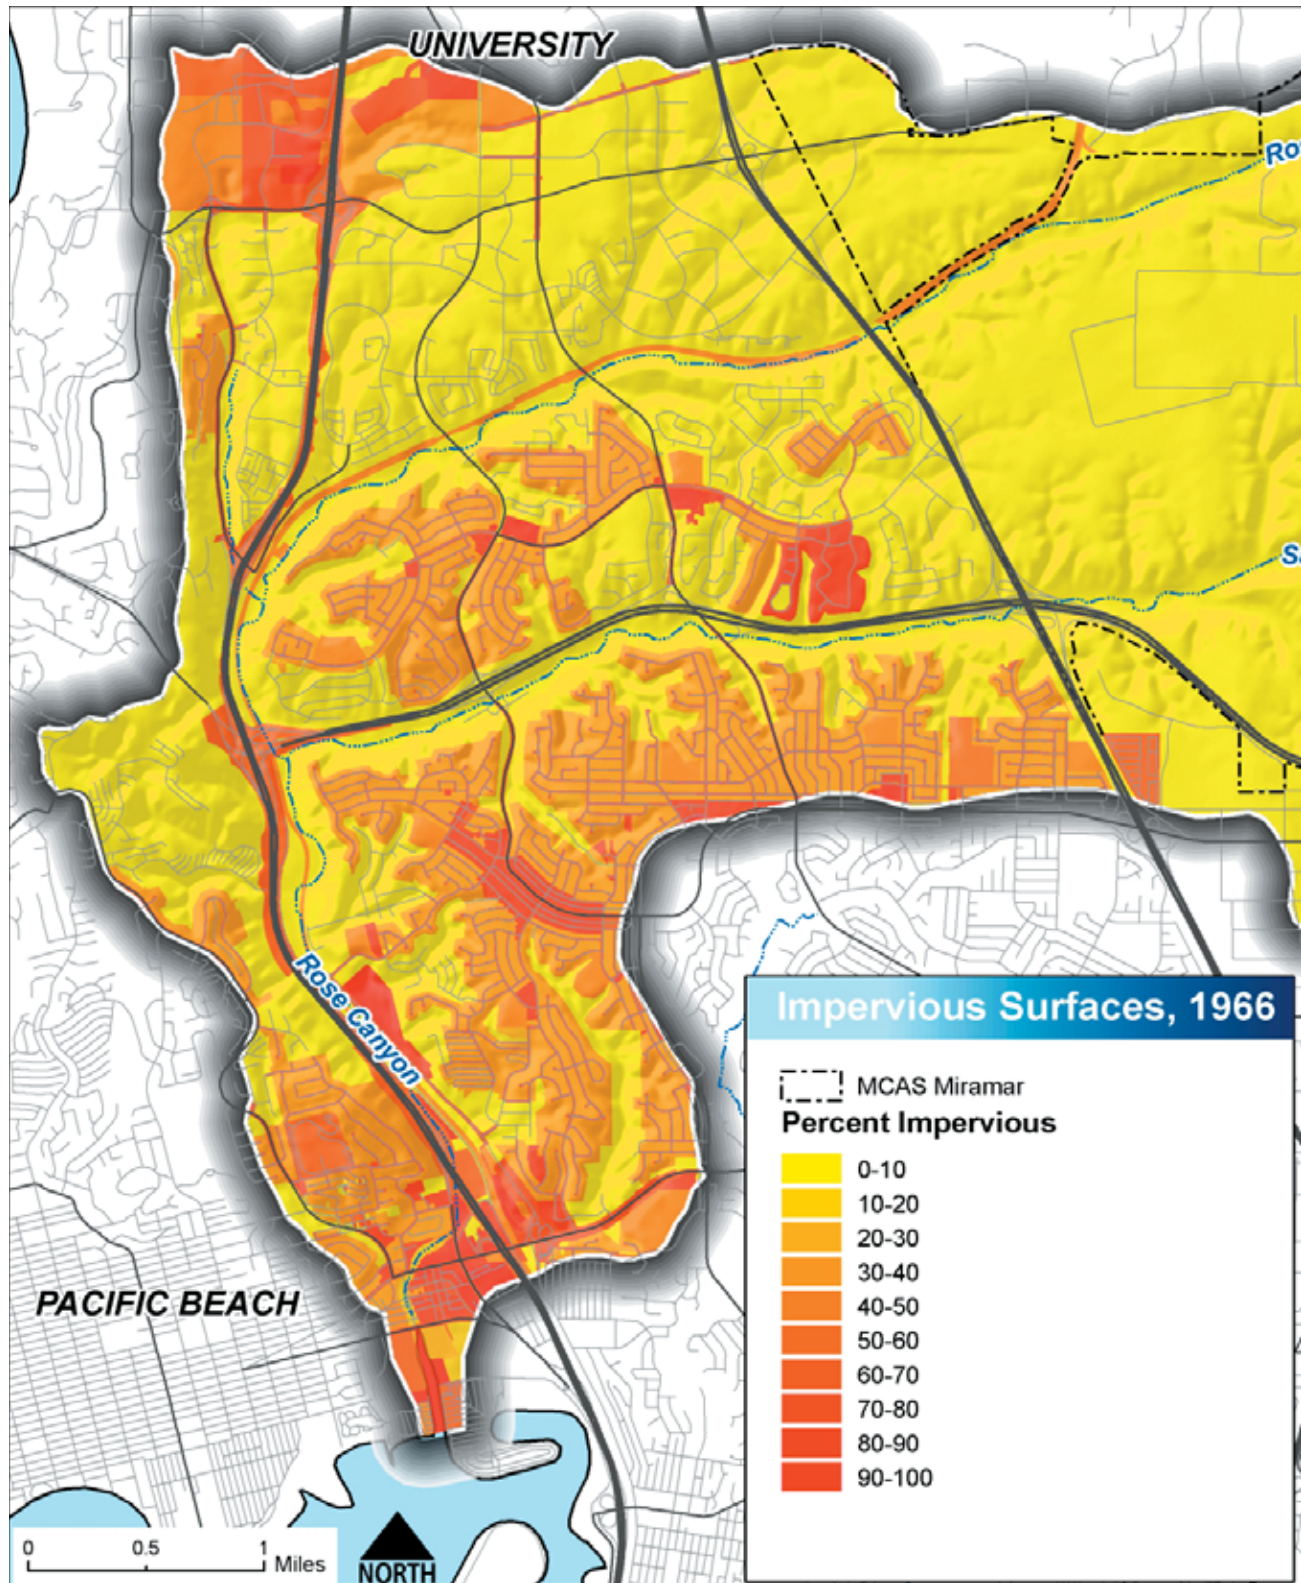 UNIVERSITY
Ro
S
Rose Canyon
Impervious Surfaces, 1966
MCAS Miramar
Percent Impervious
0-10
10-20
20-30
30-40
40-50
50-60
60-70
70-80
80-90
90-100
PACIFIC BEACH
0 0.5 1 Miles
NORTH